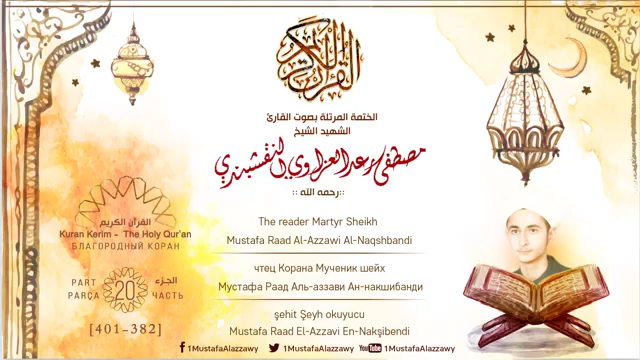 القرآن الكريم
الختمة المرتلة بصوت القارئ
الشهيد الشيخ
مصطفى رعد العزاوي النقشبندي
:: رحمه الله ::
The reader Martyr Sheikh
Mustafa Raad Al-Azzawi Al-Naqshbandi
чтец Корана Мученик шейх
Мустафа Раад Аль-аззави Ан-накшибанди
şehit Şeyh okuyucu
Mustafa Raad El-Azzavi En-Nakşibendi
القرآن الكريم
Kuran Kerim - The Holy Qur'an
БЛАГОРОДНЫЙ КОРАН
PART 20 الجزء
PARÇA ЧАСТЬ
[401-382]
1MustafaAlazzawy 1MustafaAlazzawy YouTube 1MustafaAlazzawy